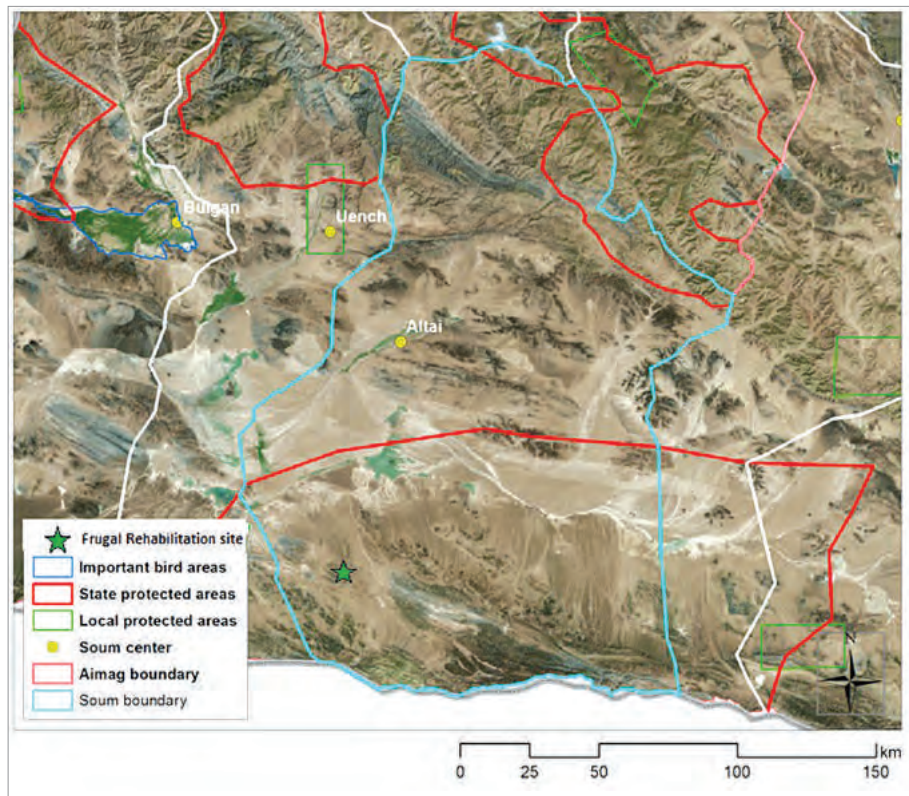 Bulgan
Uench
Altai
Frugal Rehabilitation site
Important bird areas
State protected areas
Local protected areas
Soum center
Aimag boundary
Soum boundary
N
km
0 25 50 100 150